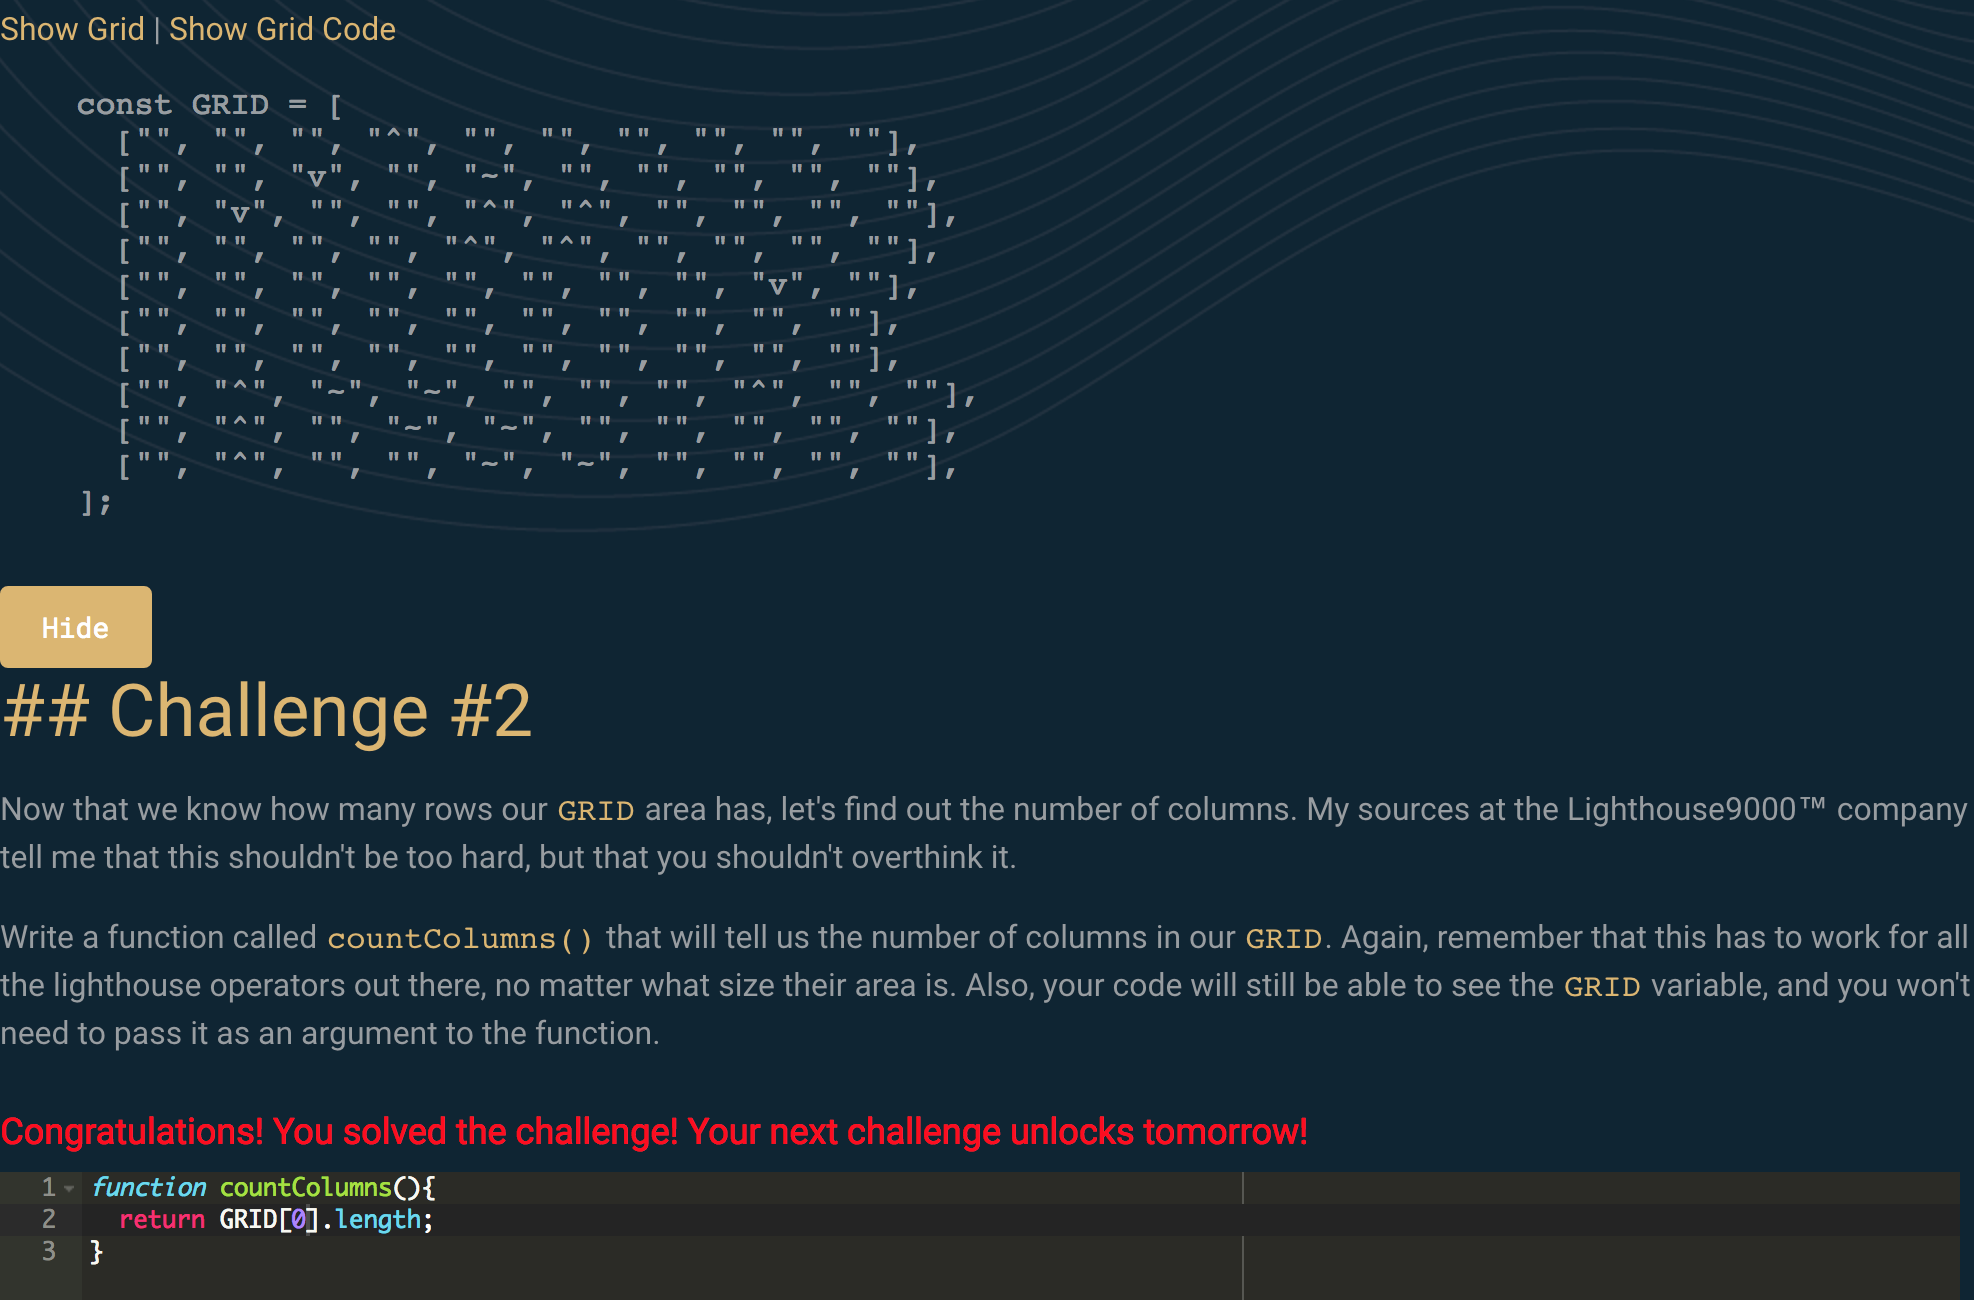 Show Grid | Show Grid Code
const GRID = [
["", "", "", "^", "", "", "", "", "", ""],
["", "", "v", "", "~", "", "", "", "", ""],
["", "v", "", "", "^", "^", "", "", "", ""],
["", "", "", "", "^", "^", "", "", "", ""],
["", "", "", "", "", "", "", "", "v", ""],
["", "", "", "", "", "", "", "", "", ""],
["", "", "", "", "", "", "", "", "", ""],
["", "^", "~", "~", "", "", "", "^", "", ""],
["", "^", "", "~", "~", "", "", "", "", ""],
["", "^", "", "", "~", "~", "", "", "", ""],
];
Hide
## Challenge #2
Now that we know how many rows our GRID area has, let's find out the number of columns. My sources at the Lighthouse9000™ company
tell me that this shouldn't be too hard, but that you shouldn't overthink it.
Write a function called countColumns() that will tell us the number of columns in our GRID. Again, remember that this has to work for all
the lighthouse operators out there, no matter what size their area is. Also, your code will still be able to see the GRID variable, and you won't
need to pass it as an argument to the function.
Congratulations! You solved the challenge! Your next challenge unlocks tomorrow!
1 function countColumns(){
2 return GRID[0].length;
3 }